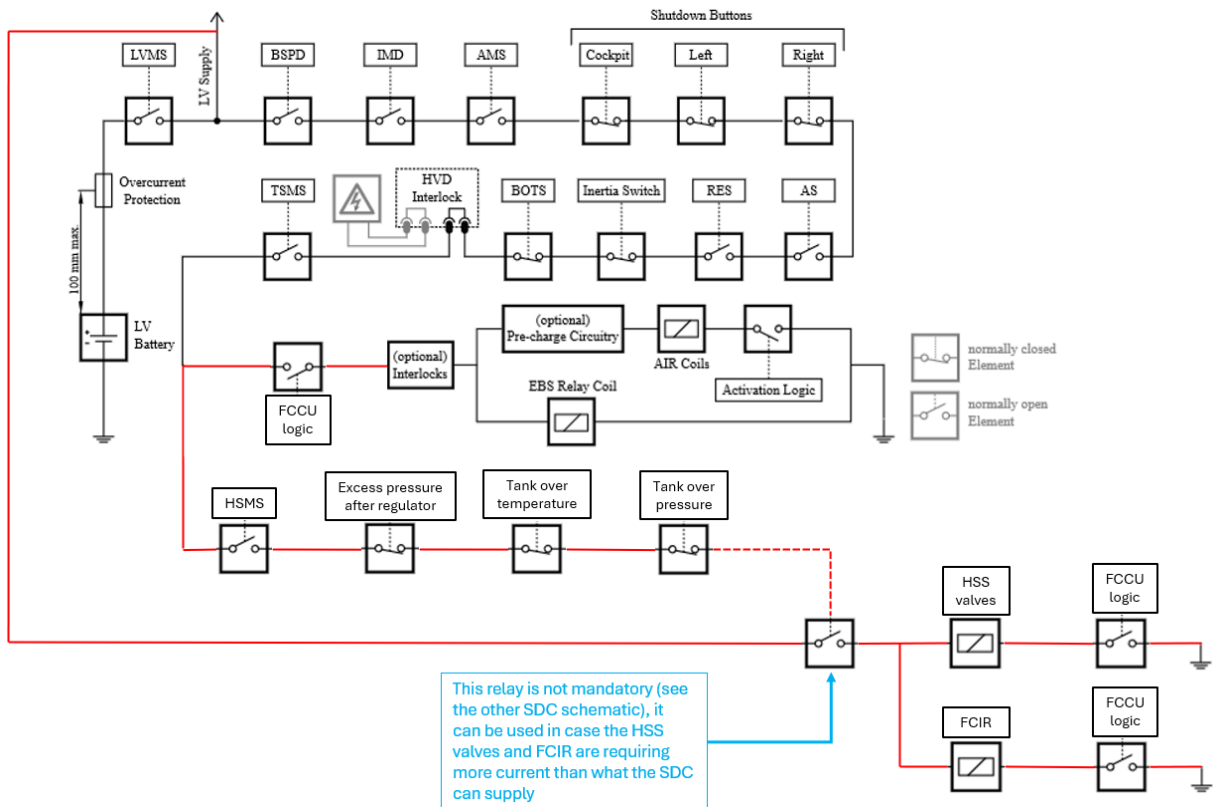 Shutdown Buttons
LVMS
LV Supply
BSPD
IMD
AMS
Cockpit
Left
Right
Overcurrent
Protection
100 mm max.
TSMS
HVD
Interlock
BOTS
Inertia Switch
RES
AS
LV
Battery
(optional)
Pre-charge Circuitry
AIR Coils
(optional)
Interlocks
Activation Logic
EBS Relay Coil
FCCU
logic
normally closed
Element
normally open
Element
HSMS
Excess pressure
after regulator
Tank over
temperature
Tank over
pressure
HSS
valves
FCCU
logic
This relay is not mandatory (see
the other SDC schematic), it
can be used in case the HSS
valves and FCIR are requiring
more current than what the SDC
can supply
FCIR
FCCU
logic